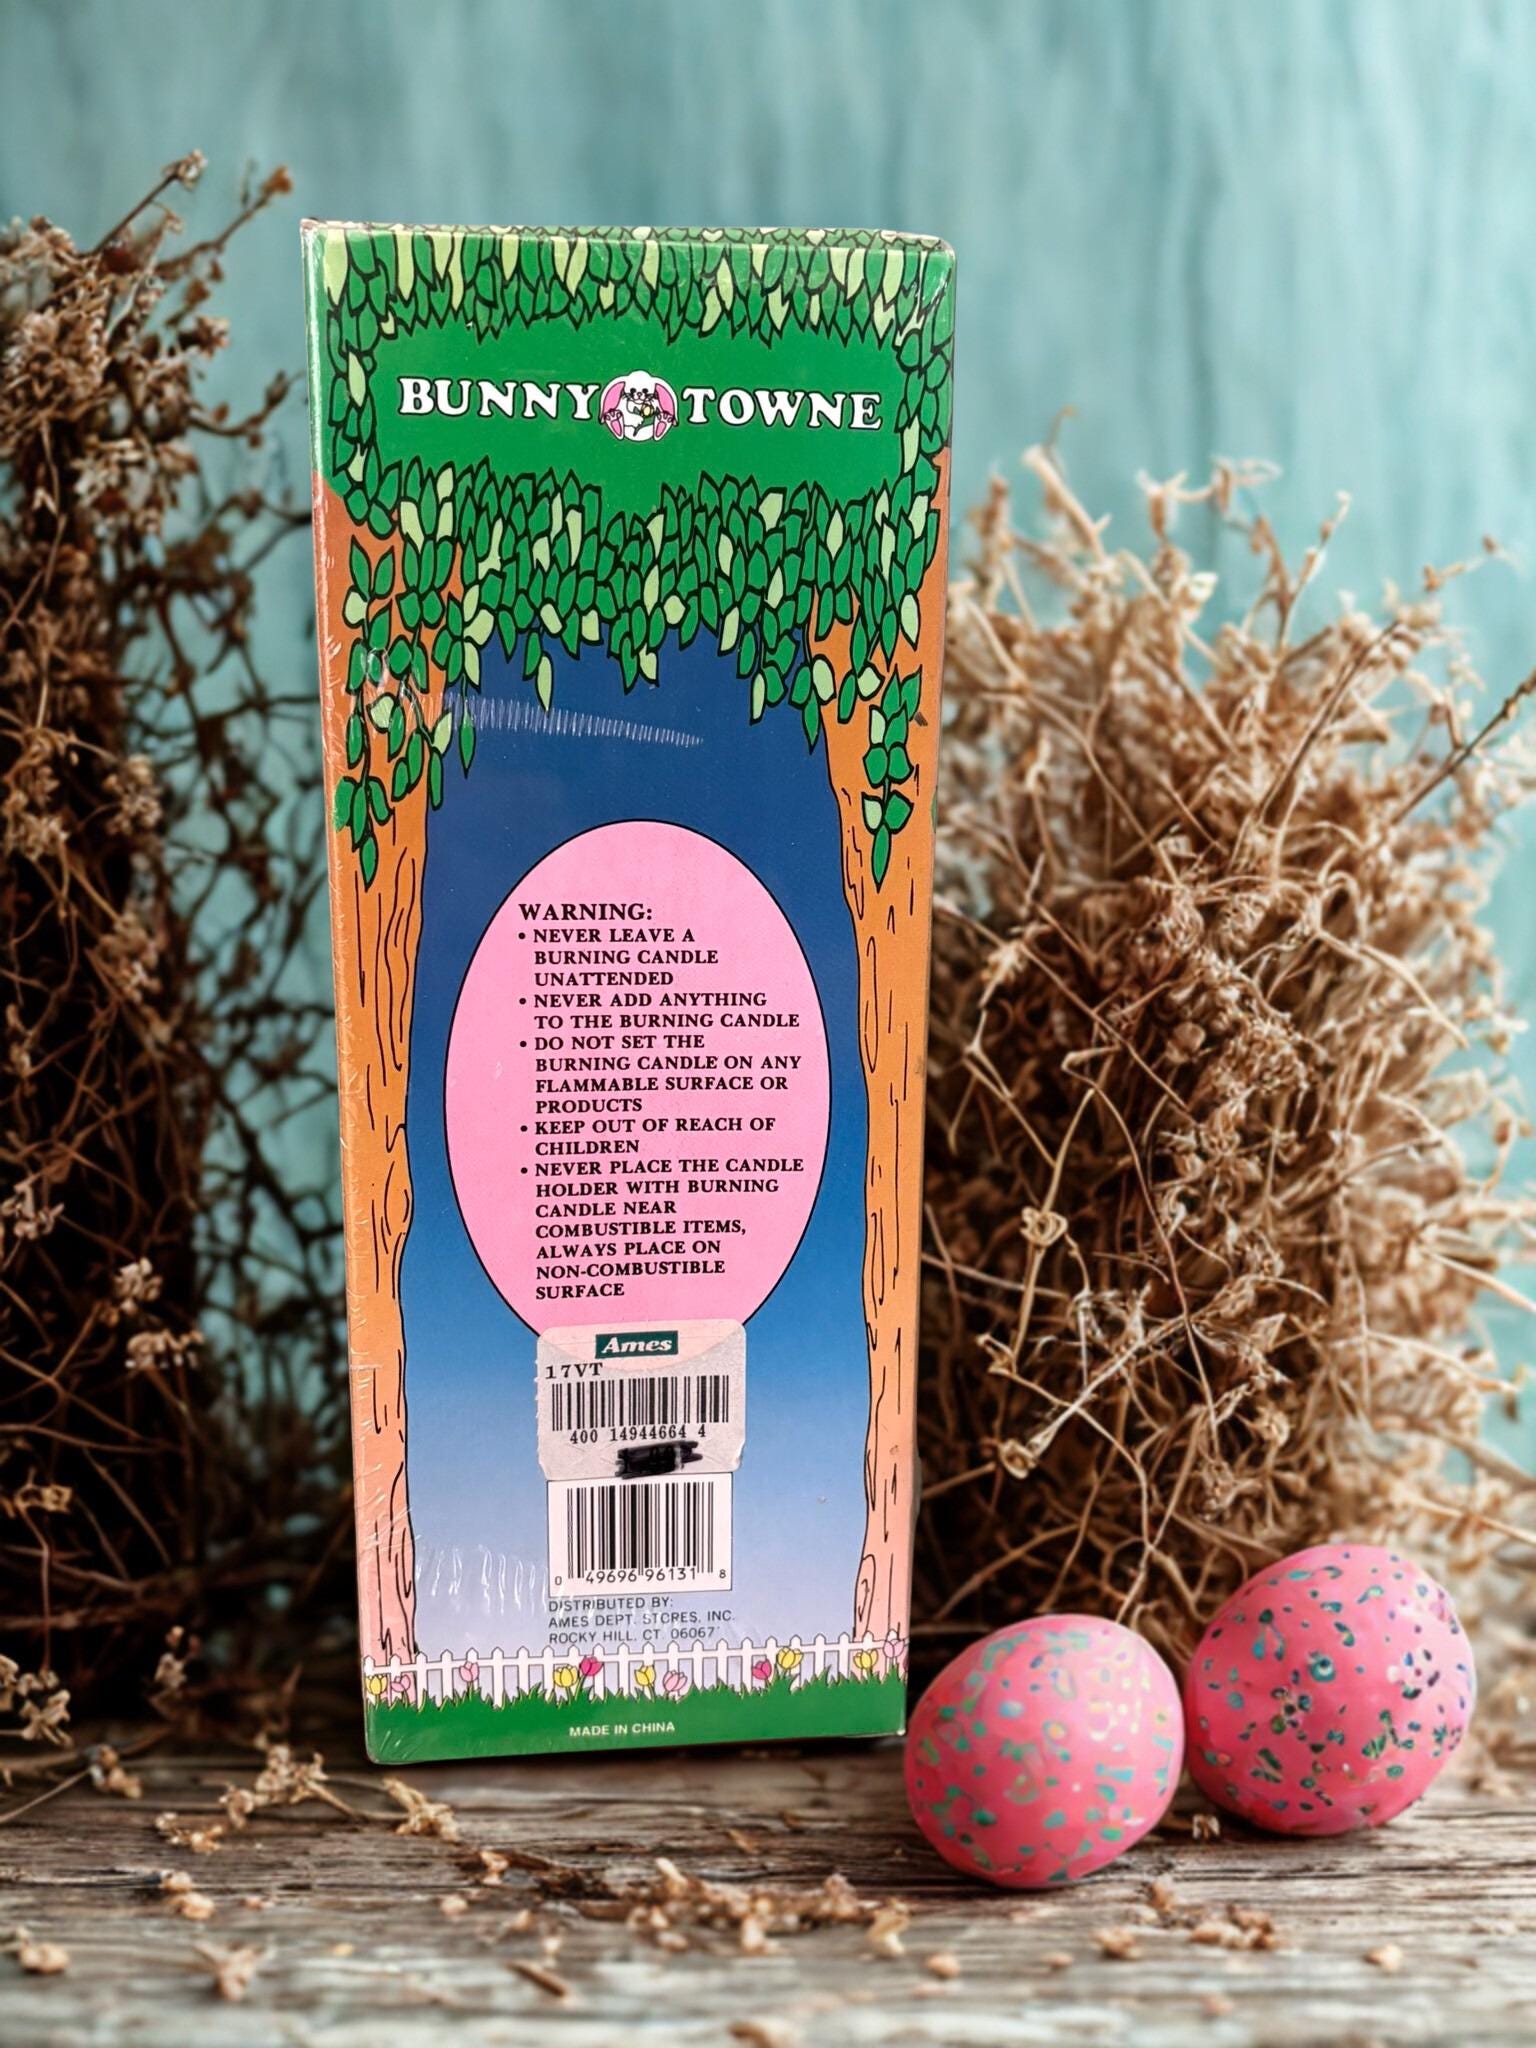 BUNNY TOWNE
WARNING:
• NEVER LEAVE A
BURNING CANDLE
UNATTENDED
• NEVER ADD ANYTHING
TO THE BURNING CANDLE
• DO NOT SET THE
BURNING CANDLE ON ANY
FLAMMABLE SURFACE OR
PRODUCTS
• KEEP OUT OF REACH OF
CHILDREN
• NEVER PLACE THE CANDLE
HOLDER WITH BURNING
CANDLE NEAR
COMBUSTIBLE ITEMS,
ALWAYS PLACE ON
NON-COMBUSTIBLE
SURFACE
Ames
17VT
400 14944664 4
0 49696 96131 8
DISTRIBUTED BY:
AMES DEPT. STORES, INC.
ROCKY HILL, CT. 06067
MADE IN CHINA